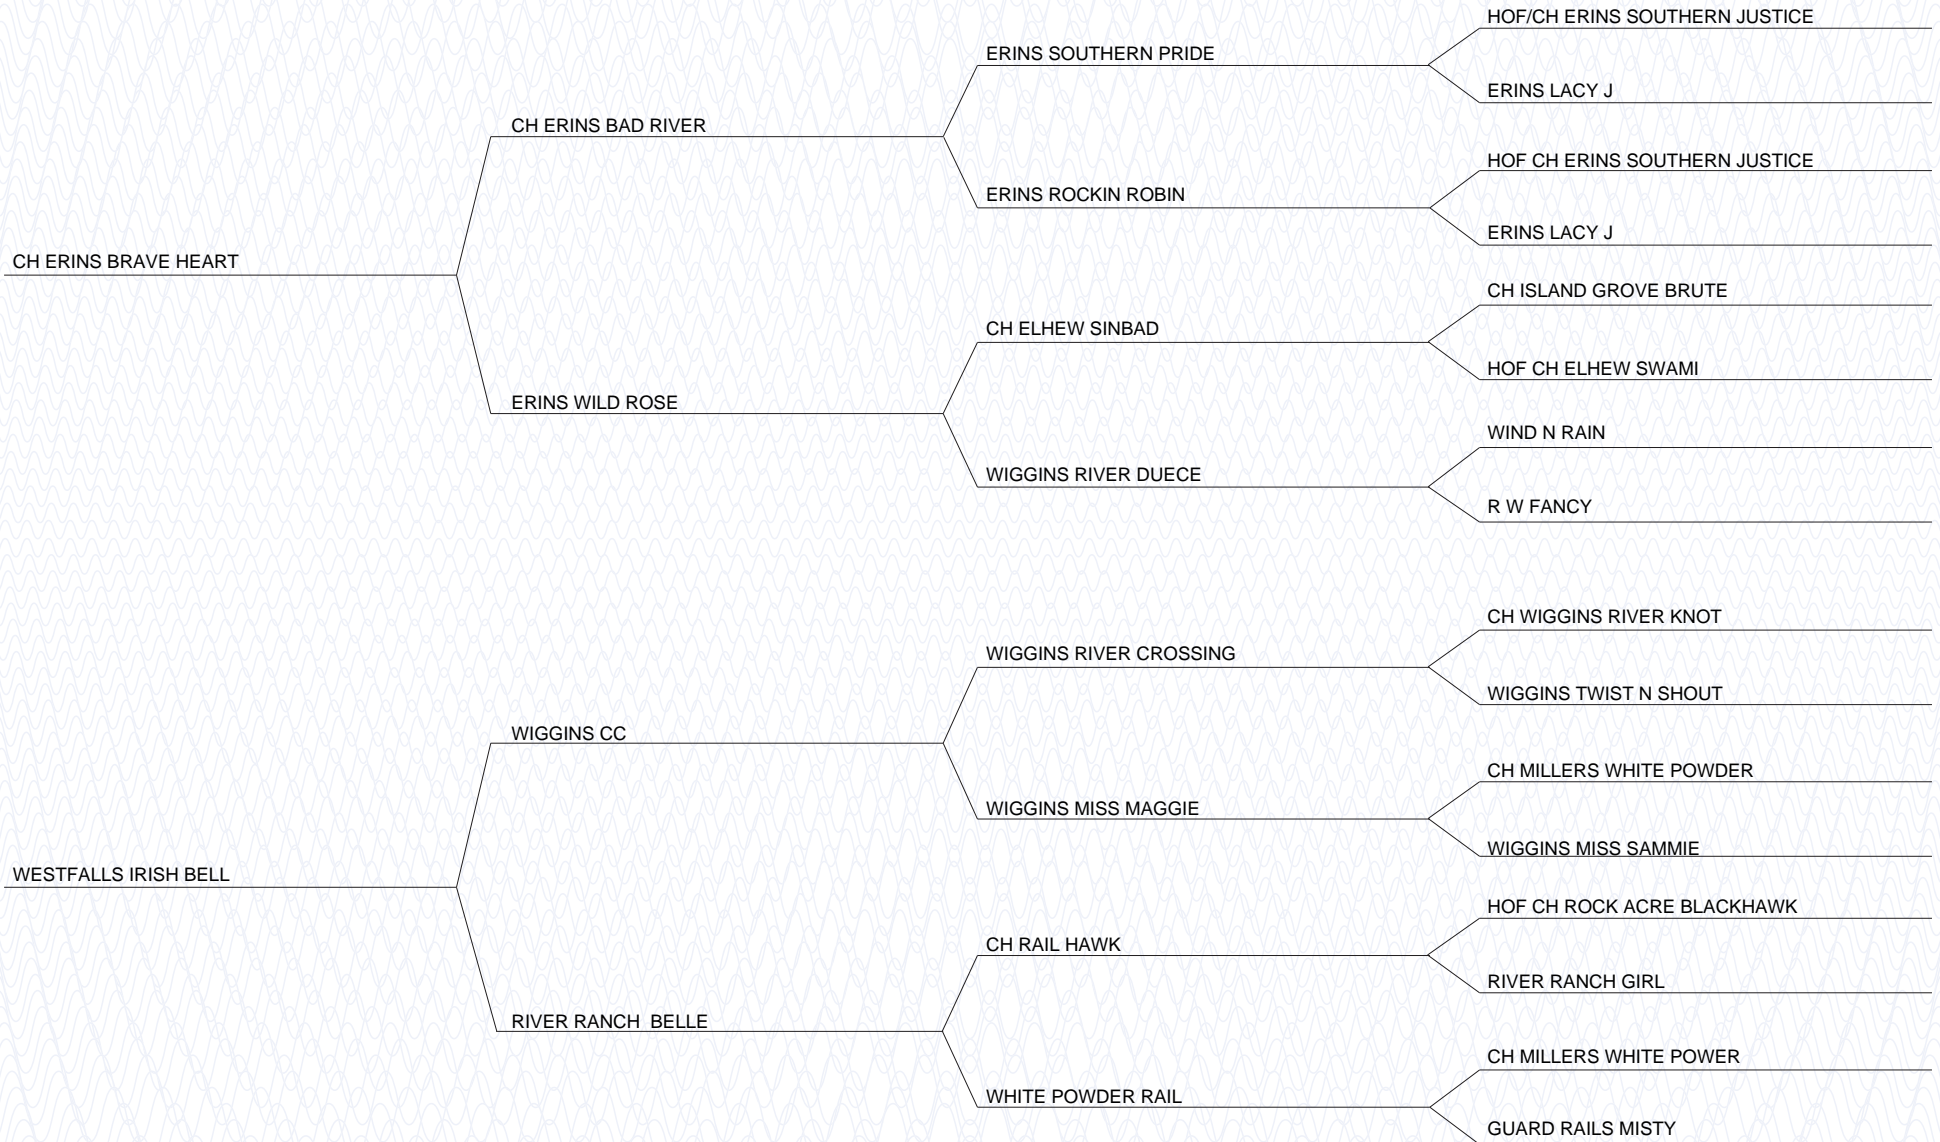 HOF/CH ERINS SOUTHERN JUSTICE
ERINS SOUTHERN PRIDE
ERINS LACY J
CH ERINS BAD RIVER
HOF CH ERINS SOUTHERN JUSTICE
ERINS ROCKIN ROBIN
ERINS LACY J
CH ERINS BRAVE HEART
CH ISLAND GROVE BRUTE
CH ELHEW SINBAD
HOF CH ELHEW SWAMI
ERINS WILD ROSE
WIND N RAIN
WIGGINS RIVER DUECE
R W FANCY
CH WIGGINS RIVER KNOT
WIGGINS RIVER CROSSING
WIGGINS TWIST N SHOUT
WIGGINS CC
CH MILLERS WHITE POWDER
WIGGINS MISS MAGGIE
WIGGINS MISS SAMMIE
WESTFALLS IRISH BELL
HOF CH ROCK ACRE BLACKHAWK
CH RAIL HAWK
RIVER RANCH GIRL
RIVER RANCH  BELLE
CH MILLERS WHITE POWER
WHITE POWDER RAIL
GUARD RAILS MISTY